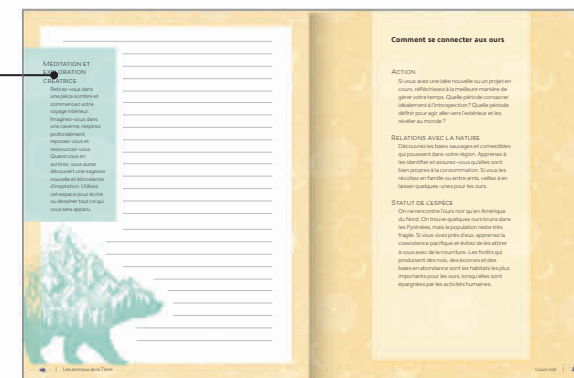 MÉDITATION ET
EXPLORATION
CRÉATRICE
Retirez-vous dans
une pièce sombre et
commencez votre
voyage intérieur.
Imaginez-vous dans
une caverne, respirez
profondément,
reposez-vous et
ressourcez-vous.
Quand vous en
sortirez, vous aurez
découvert une sagesse
nouvelle et étincelante
d'inspiration. Utilisez
cet espace pour écrire
ou dessiner tout ce qui
vous sera apparu.
Les animaux de la Terre
Comment se connecter aux ours
ACTION
Si vous avez une idée nouvelle ou un projet en
cours, réfléchissez à la meilleure manière de
gérer votre temps. Quelle période consacrer
idéalement à l'introspection ? Quelle période
définir pour agir, aller vers l'extérieur et les
révéler au monde ?
RELATIONS AVEC LA NATURE
Découvrez les baies sauvages et comestibles
qui poussent dans votre région. Apprenez à
les identifier et assurez-vous qu'elles sont
bien propres à la consommation. Si vous les
récoltez en famille ou entre amis, veillez à en
laisser quelques-unes pour les ours.
STATUT DE L'ESPÈCE
On ne rencontre l'ours noir qu'en Amérique
du Nord. On trouve quelques ours bruns dans
les Pyrénées, mais la population reste très
fragile. Si vous vivez près d'eux, apprenez la
coexistence pacifique et évitez de les attirer
à vous avec de la nourriture. Les forêts qui
produisent des noix, des écorces et des
baies en abondance sont les habitats les plus
importants pour les ours, lorsqu'elles sont
épargnées par les activités humaines.
L'ours noir